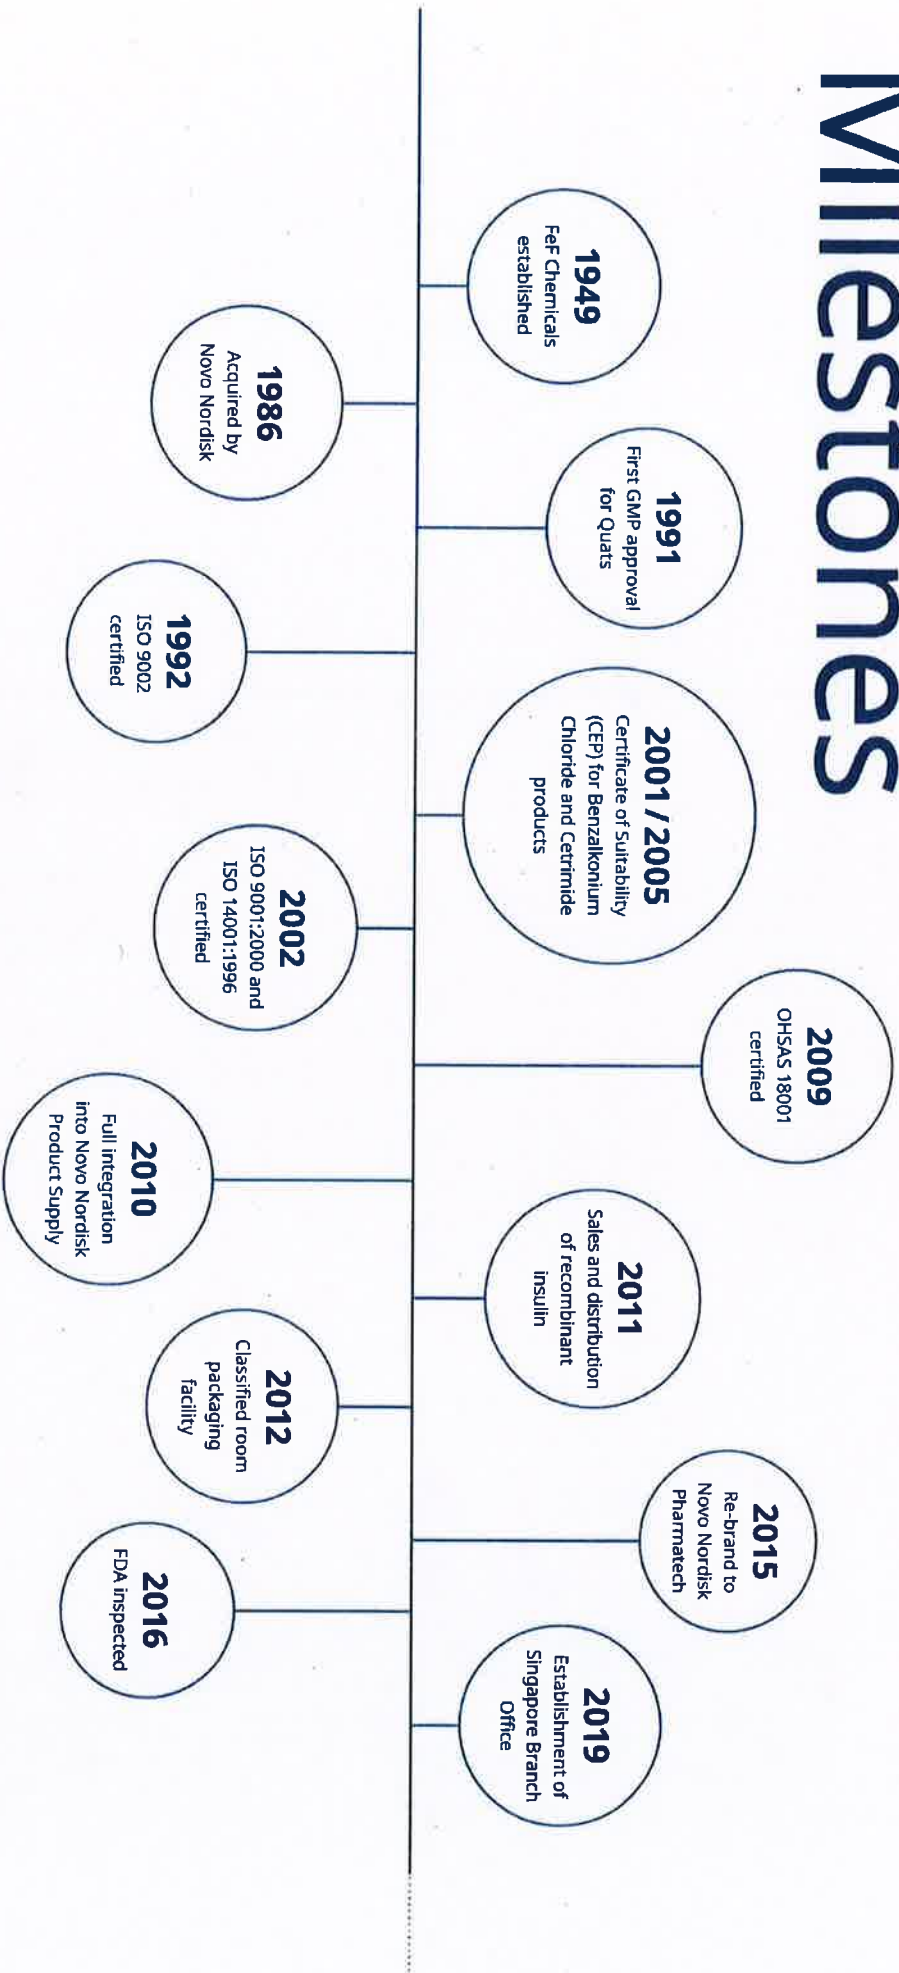 Milestones
1949
FeF Chemicals
established
1986
Acquired by
Novo Nordisk
1991
First GMP approval
for Quats
1992
ISO 9002
certified
2001 / 2005
Certificate of Suitability
(CEP) for Benzalkonium
Chloride and Cetrimide
products
2002
ISO 9001:2000 and
ISO 14001:1996
certified
2009
OHSAS 18001
certified
2010
Full integration
into Novo Nordisk
Product Supply
2011
Sales and distribution
of recombinant
insulin
2012
Classified room
packaging
facility
2015
Re-brand to
Novo Nordisk
Pharmatech
2016
FDA inspected
2019
Establishment of
Singapore Branch
Office